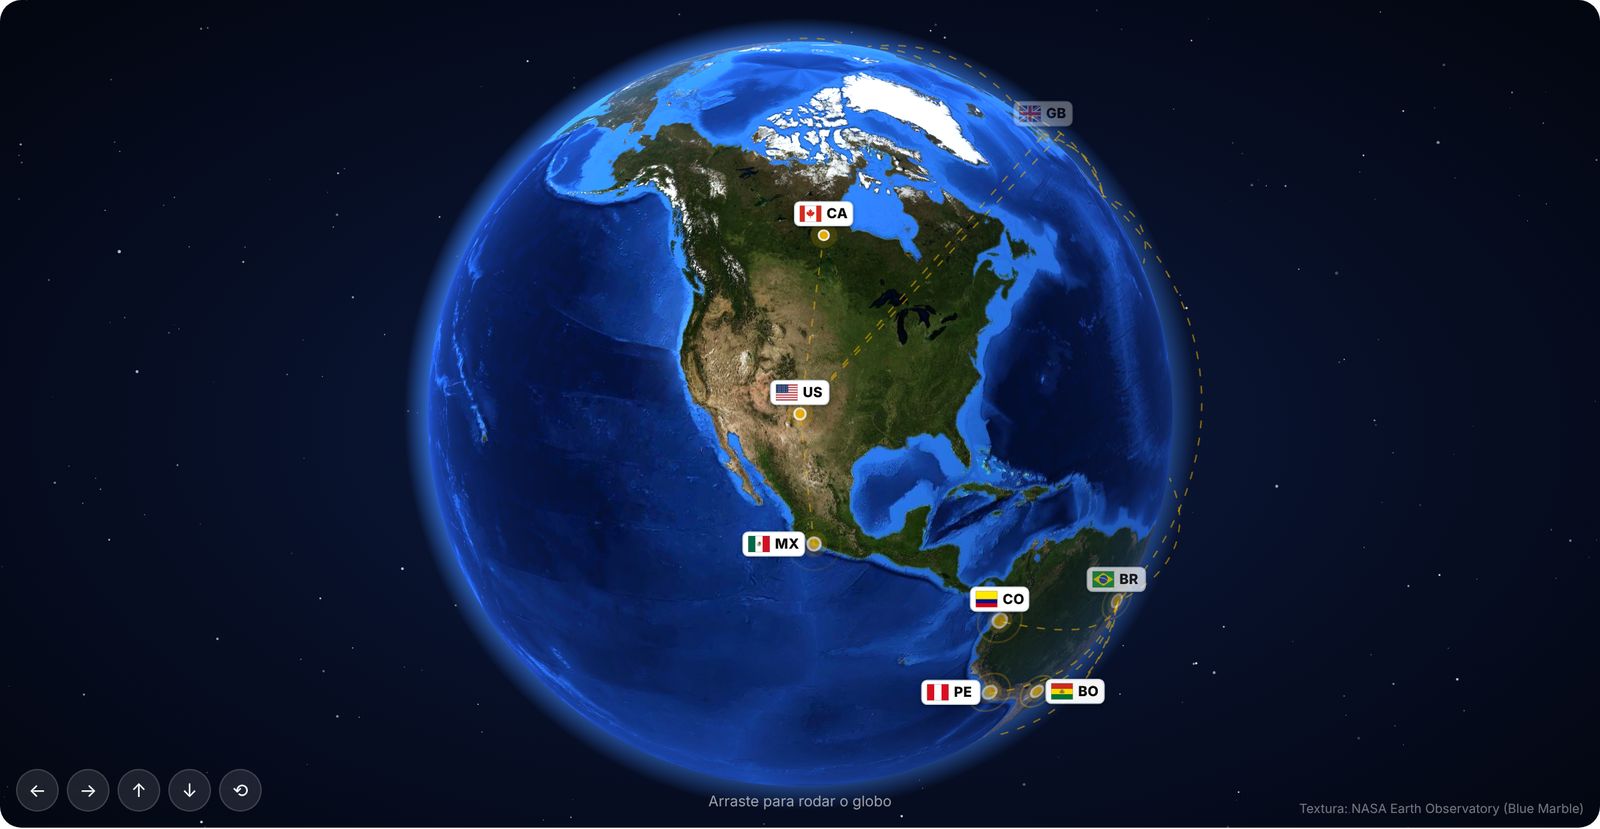 GB
CA
US
MX
BR
CO
PE
BO
Arraste para rodar o globo
Textura: NASA Earth Observatory (Blue Marble)